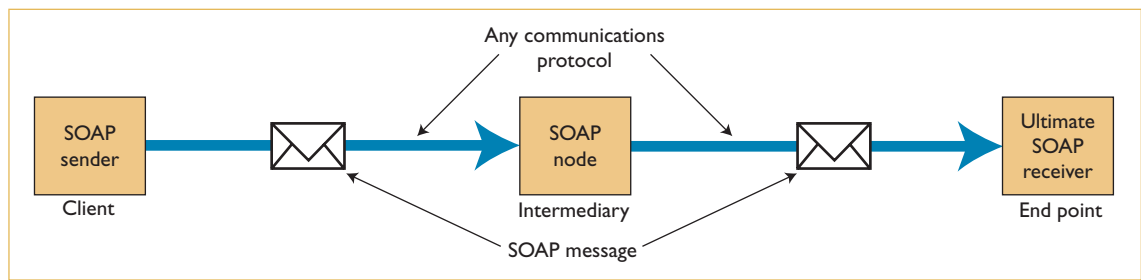 Any communications
protocol
SOAP
sender
SOAP
node
Ultimate
SOAP
receiver
Client
Intermediary
End point
SOAP message